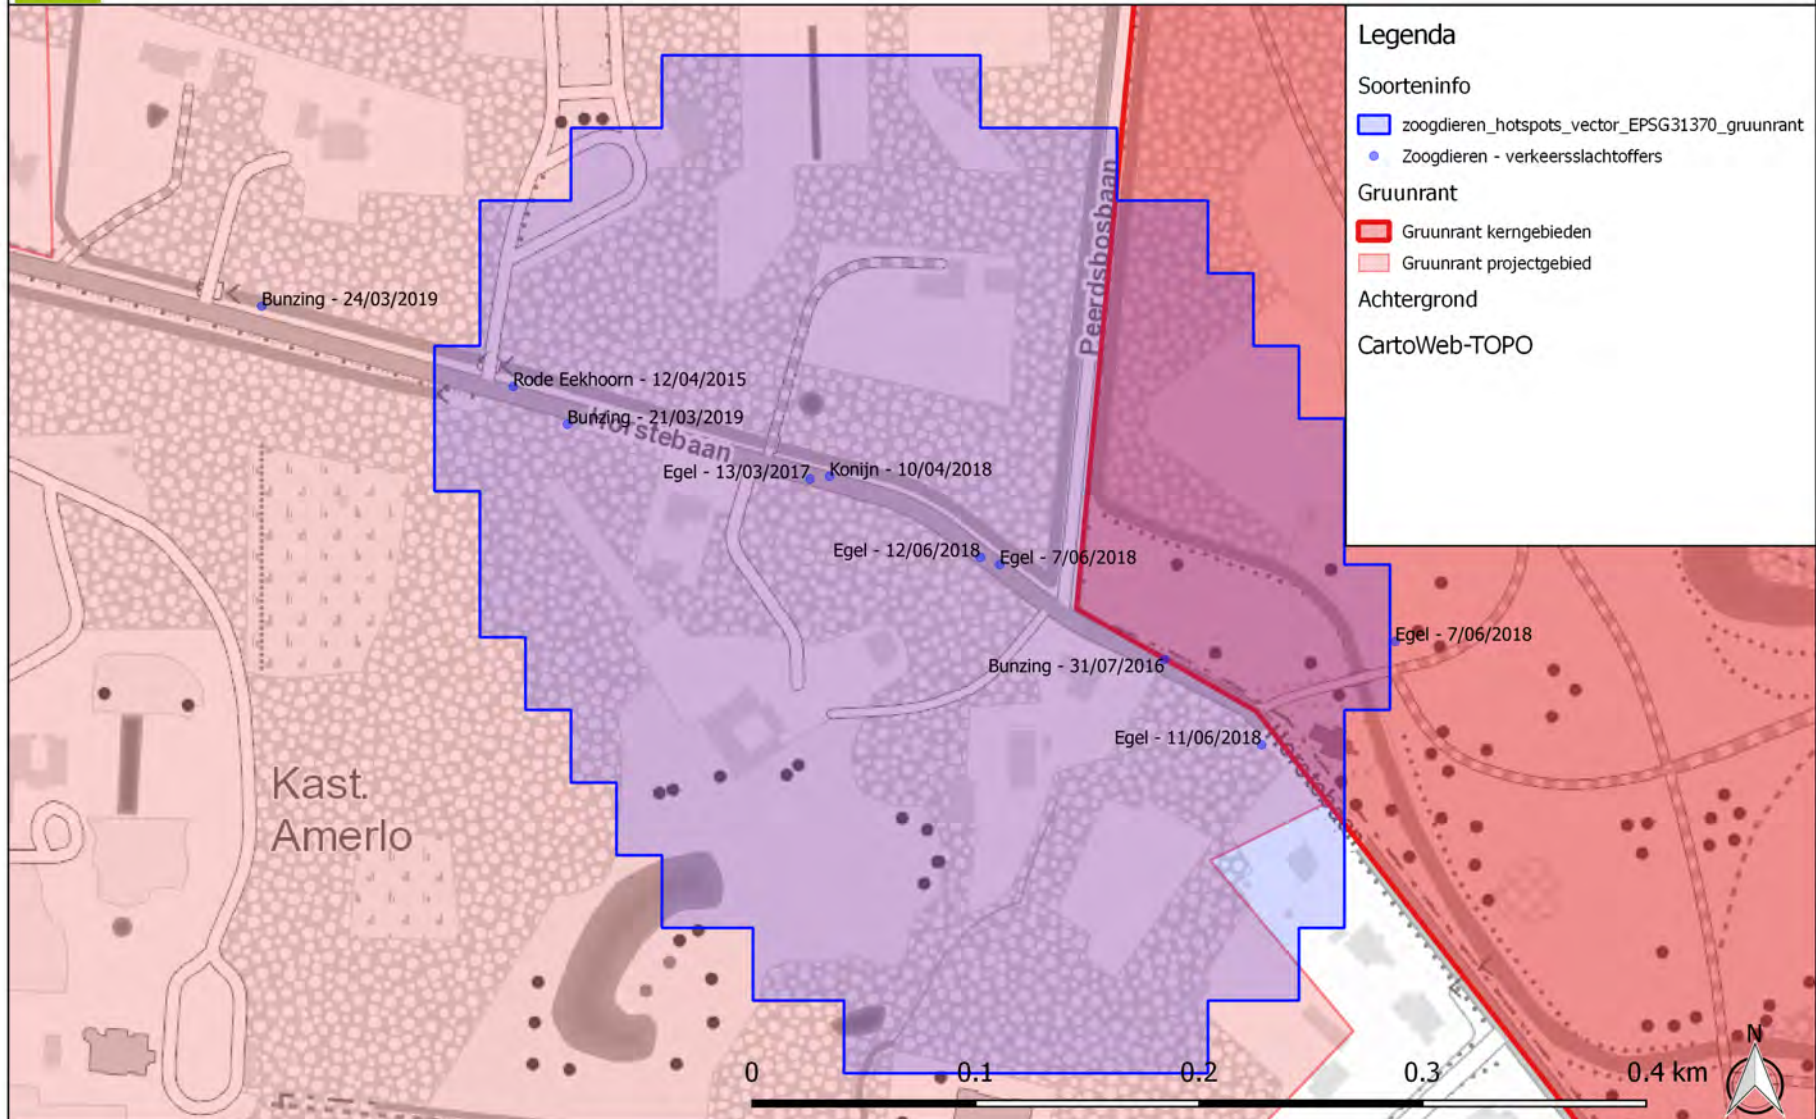 Legenda
Soorteninfo
zoogdieren_hotspots_vector_EPSG31370_gruunrant
Zoogdieren - verkeersslachtoffers
Gruunrant
Gruunrant kerngebieden
Gruunrant projectgebied
Achtergrond
CartoWeb-TOPO
Peerdsbosbaan
Bunzing - 24/03/2019
Rode Eekhoorn - 12/04/2015
Bunzing - 21/03/2019
Horstebaan
Egel - 13/03/2017
Konijn - 10/04/2018
Egel - 12/06/2018
Egel - 7/06/2018
Egel - 7/06/2018
Bunzing - 31/07/2016
Egel - 11/06/2018
Horstebaan
Kast.
Amerlo
N
0 0.1 0.2 0.3 0.4 km